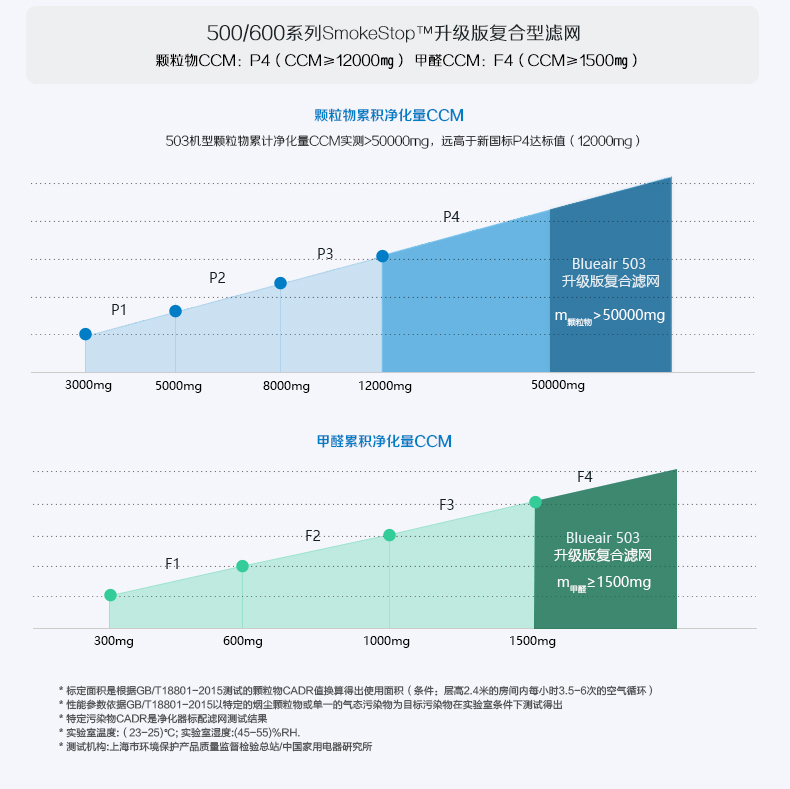 500/600系列SmokeStop™升级版复合型滤网
颗粒物CCM：P4（CCM≥12000㎎） 甲醛CCM：F4（CCM≥1500㎎）
颗粒物累积净化量CCM
503机型颗粒物累计净化量CCM实测>50000mg，远高于新国标P4达标值（12000mg）
P4
P3
P2
P1
Blueair 503
升级版复合滤网
m颗粒物>50000mg
3000mg 5000mg 8000mg 12000mg 50000mg
甲醛累积净化量CCM
F4
F3
F2
F1
Blueair 503
升级版复合滤网
m甲醛≥1500mg
300mg 600mg 1000mg 1500mg
* 标定面积是根据GB/T18801-2015测试的颗粒物CADR值换算得出使用面积（条件：层高2.4米的房间内每小时3.5-6次的空气循环）
* 性能参数依据GB/T18801-2015以特定的烟尘颗粒物或单一的气态污染物为目标污染物在实验室条件下测试得出
* 特定污染物CADR是净化器标配滤网测试结果
* 实验室温度:（23-25)℃; 实验室湿度:(45-55)%RH.
* 测试机构:上海市环境保护产品质量监督检验总站/中国家用电器研究所